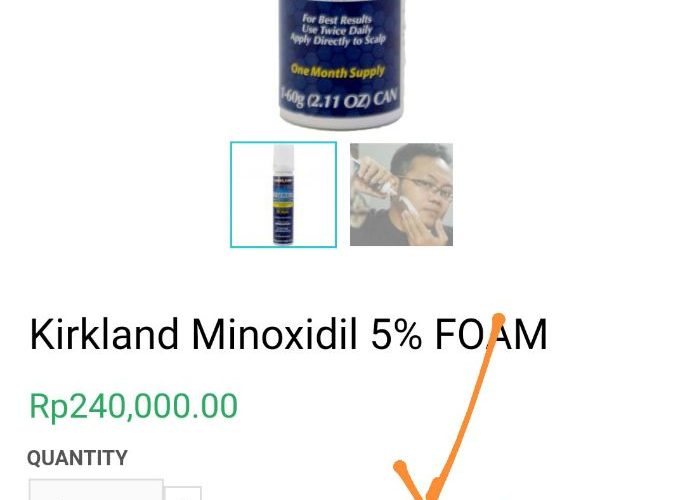 For Best Results
Use Twice Daily
Apply Directly to Scalp
One Month Supply
1-60g (2.11 OZ) CAN
Kirkland Minoxidil 5% FOAM
Rp240,000.00
QUANTITY